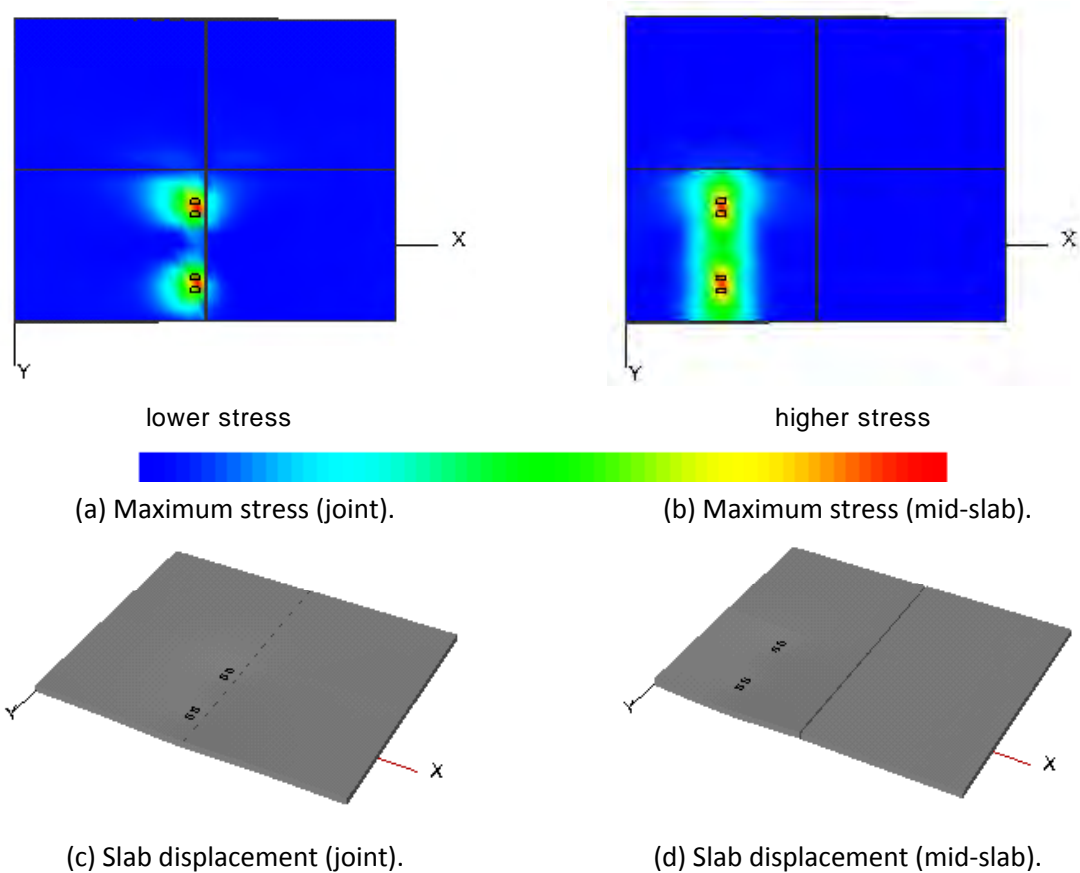 X
X
Y
Y
lower stress
higher stress
(a) Maximum stress (joint).
(b) Maximum stress (mid-slab).
Y
X
Y
X
(c) Slab displacement (joint).
(d) Slab displacement (mid-slab).